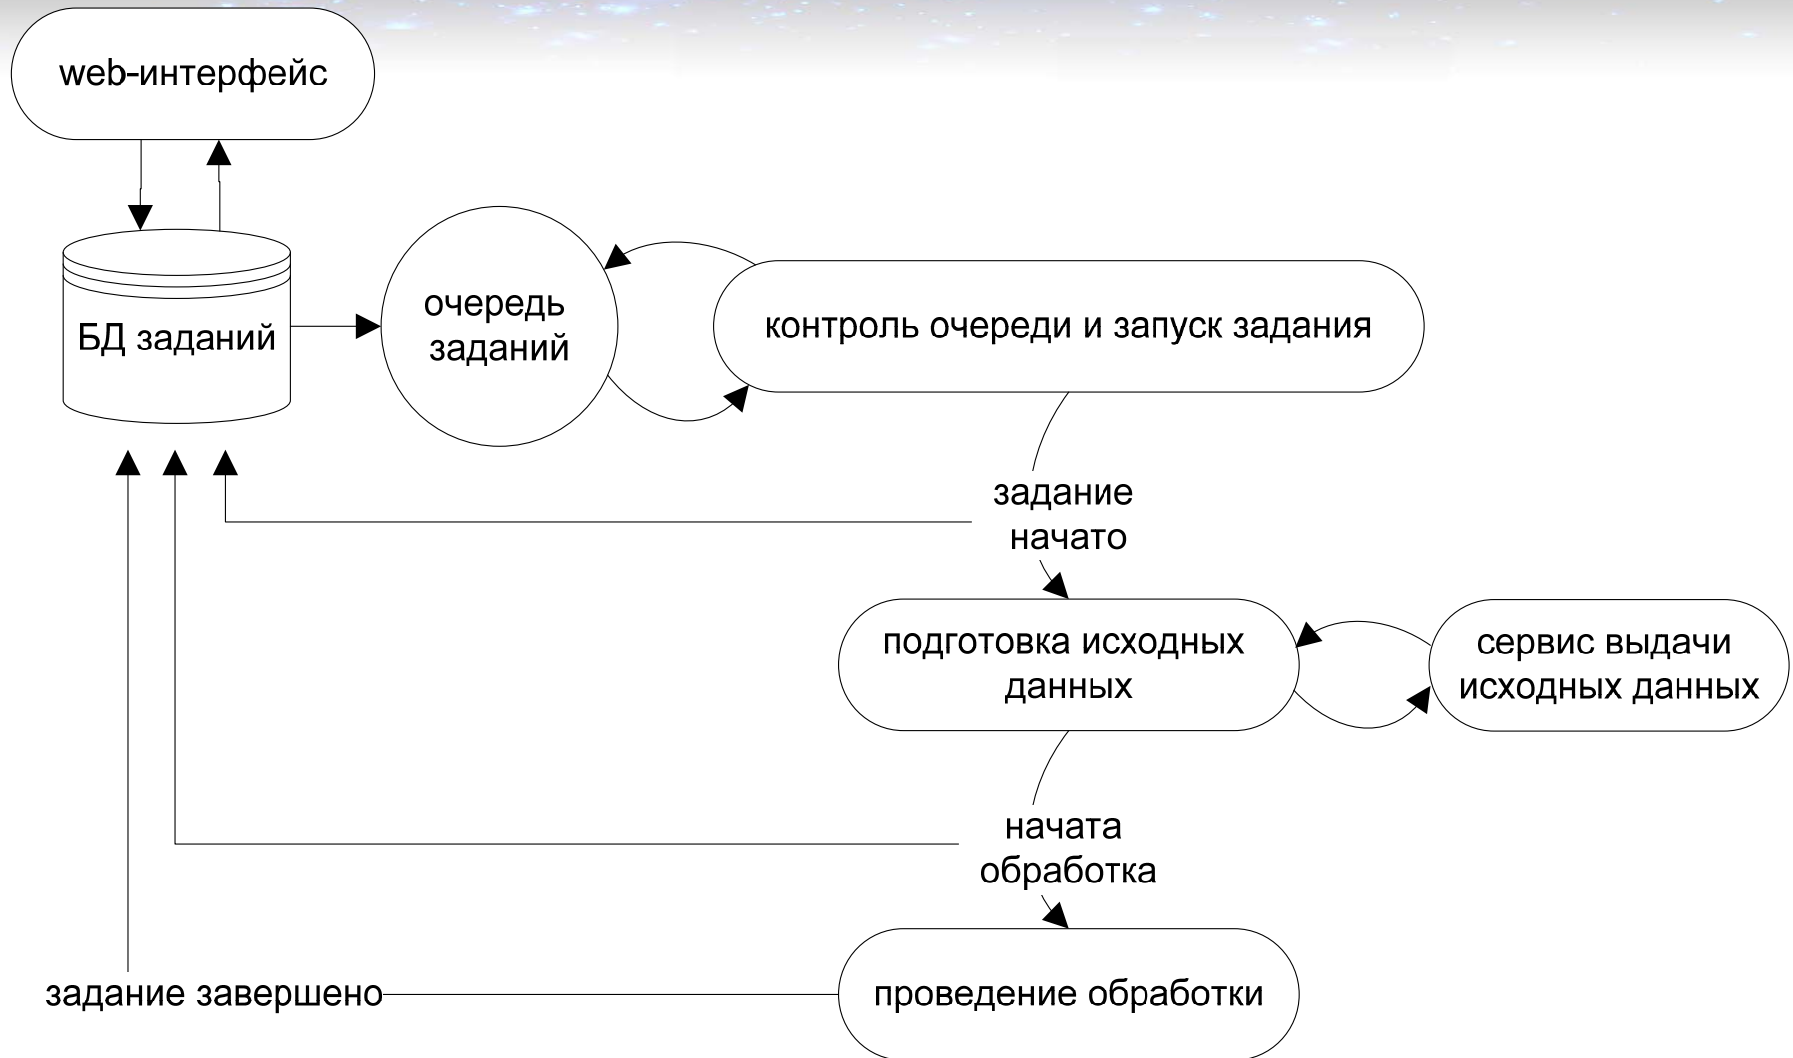 web-интерфейс
БД заданий
очередь
заданий
контроль очереди и запуск задания
задание
начато
подготовка исходных
данных
сервис выдачи
исходных данных
начата
обработка
задание завершено
проведение обработки